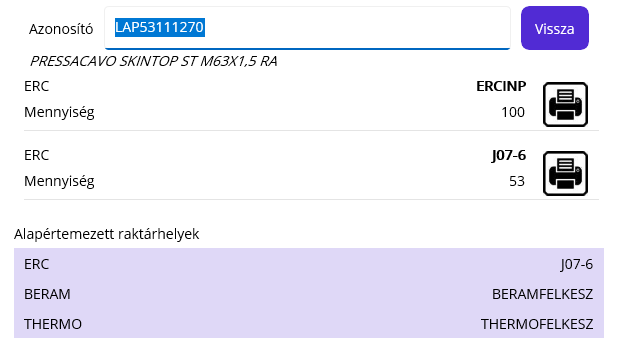 Azonosító LAP53111270 Vissza
PRESSACAVO SKINTOP ST M63X1,5 RA
ERC ERCINP
Mennyiség 100
ERC J07-6
Mennyiség 53
Alapértemezett raktárhelyek
ERC J07-6
BERAM BERAMFELKESZ
THERMO THERMOFELKESZ